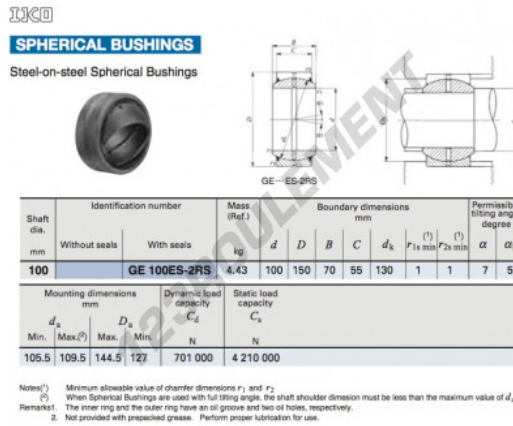 IKO
SPHERICAL BUSHINGS
Steel-on-steel Spherical Bushings
B
C
D
d
GE···ES-2RS
123ROULEMENT
Shaft dia. mm
Identification number
Mass (Ref.) kg
Boundary dimensions mm
Permissib
tilting ang
degree
Without seals With seals d D B C dk r1s min (1) r2s min (1) α α
100 GE 100ES-2RS 4.43 100 150 70 55 130 1 1 7 5
Mounting dimensions mm
Dynamic load capacity Cd N
Static load capacity Cs N
da Da
Min. Max.(2) Max. Min.
105.5 109.5 144.5 127 701 000 4 210 000
Notes(1) Minimum allowable value of chamfer dimensions r1 and r2
(2) When Spherical Bushings are used with full tilting angle, the shaft shoulder dimesion must be less than the maximum value of d
Remarks1. The inner ring and the outer ring have an oil groove and two oil holes, respectively.
2. Not provided with prepacked grease. Perform proper lubrication for use.